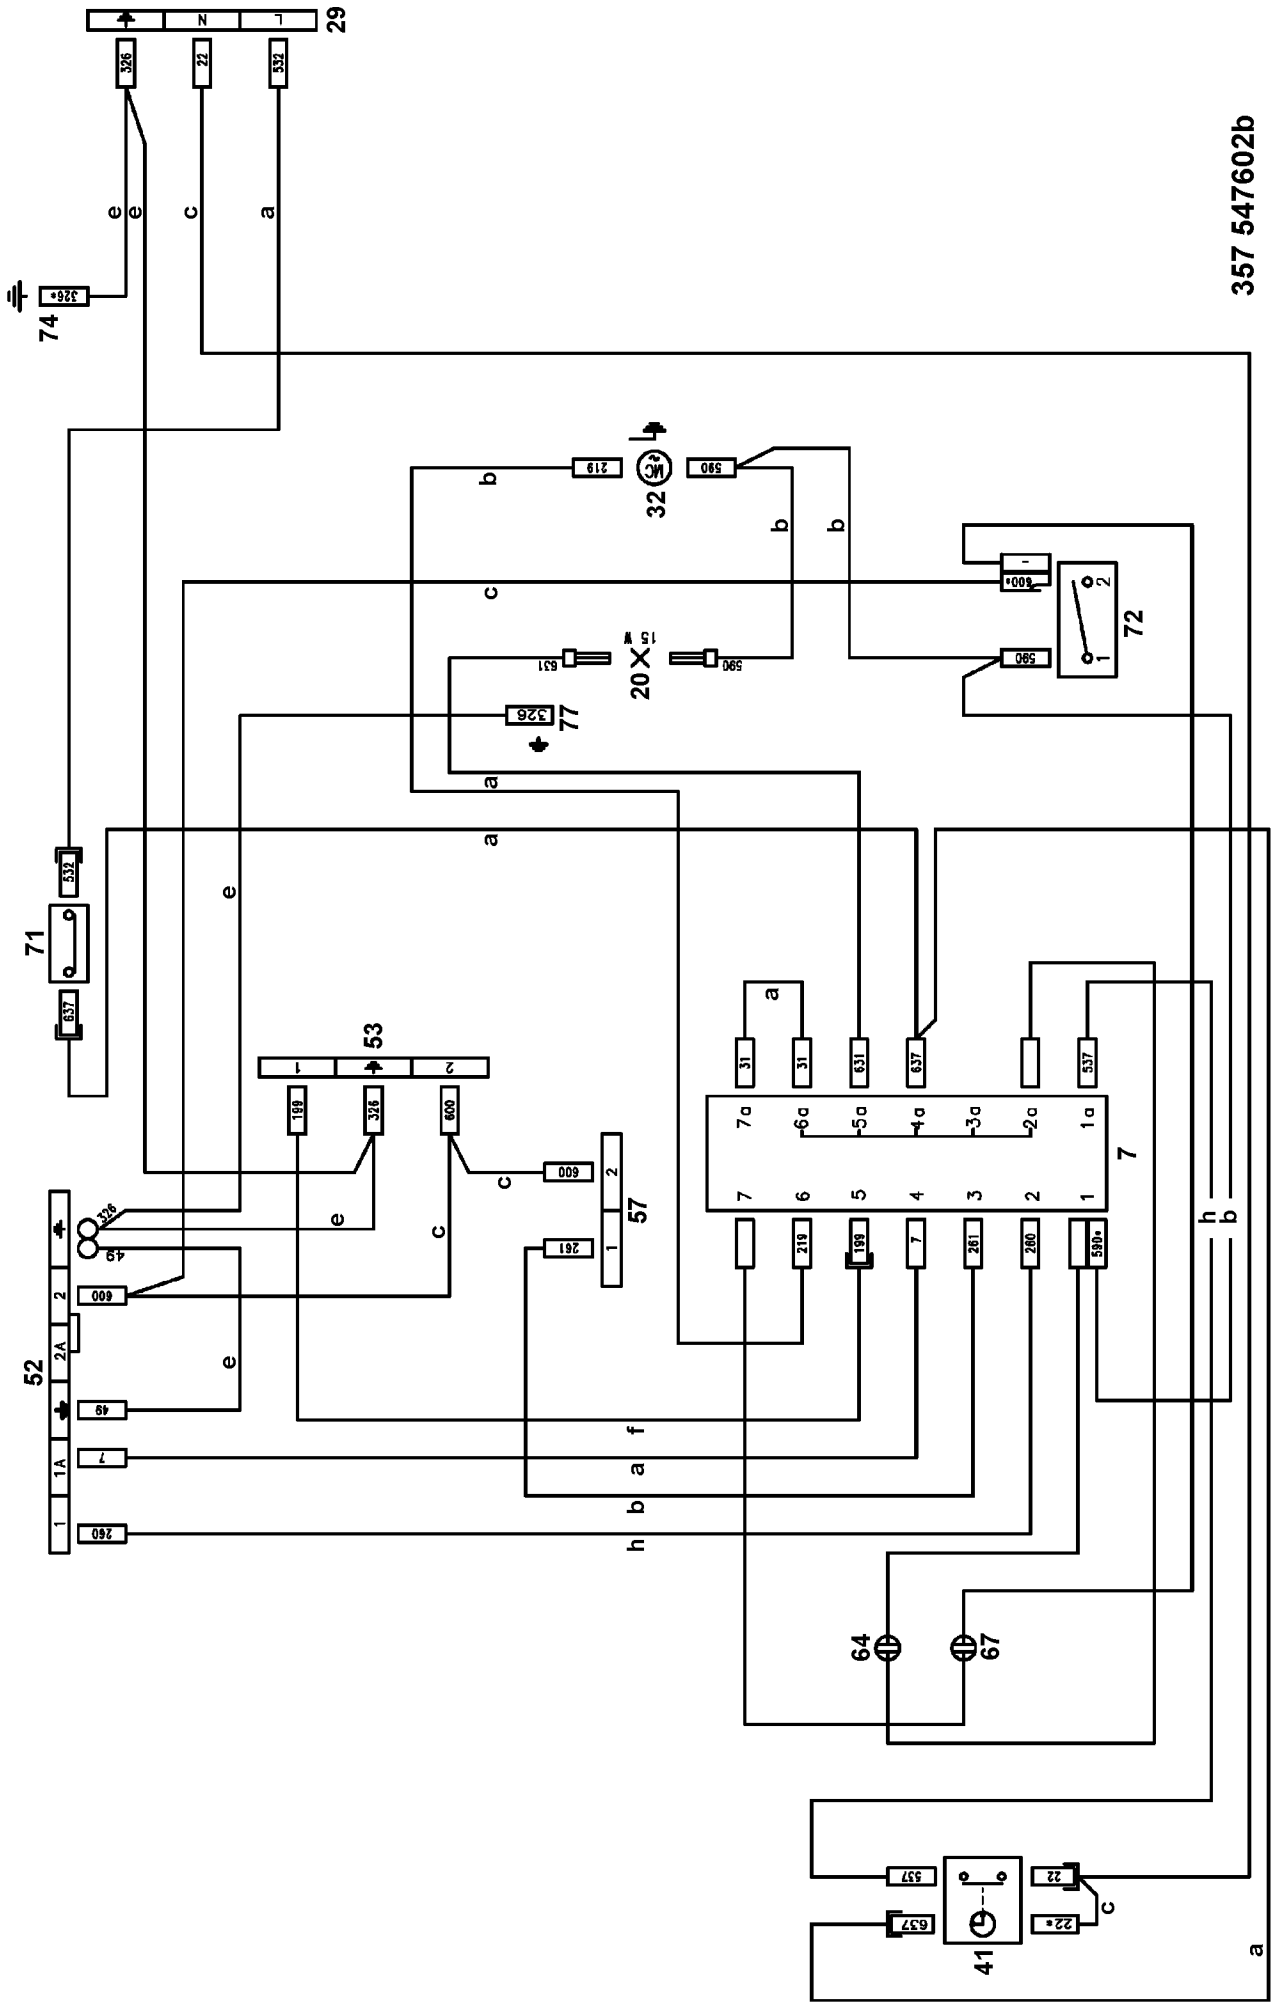 29
L
N
532
22
326
e
e
c
a
326*
74
357 547602b
b
219
MC
~
590
32
b
b
c
600*
-
1
2
590
72
631
15 W
20
590
326
77
a
a
e
532
71
637
53
1
2
199
326
600
a
31
31
631
637
537
7a
6a
5a
4a
3a
2a
1a
7
7
6
5
4
3
2
1
219
199
7
261
260
590*
h
b
c
600
2
57
1
261
e
c
326
49
2
600
2A
52
49
e
1A
7
1
260
f
a
b
h
64
67
537
22
637
22*
c
41
a